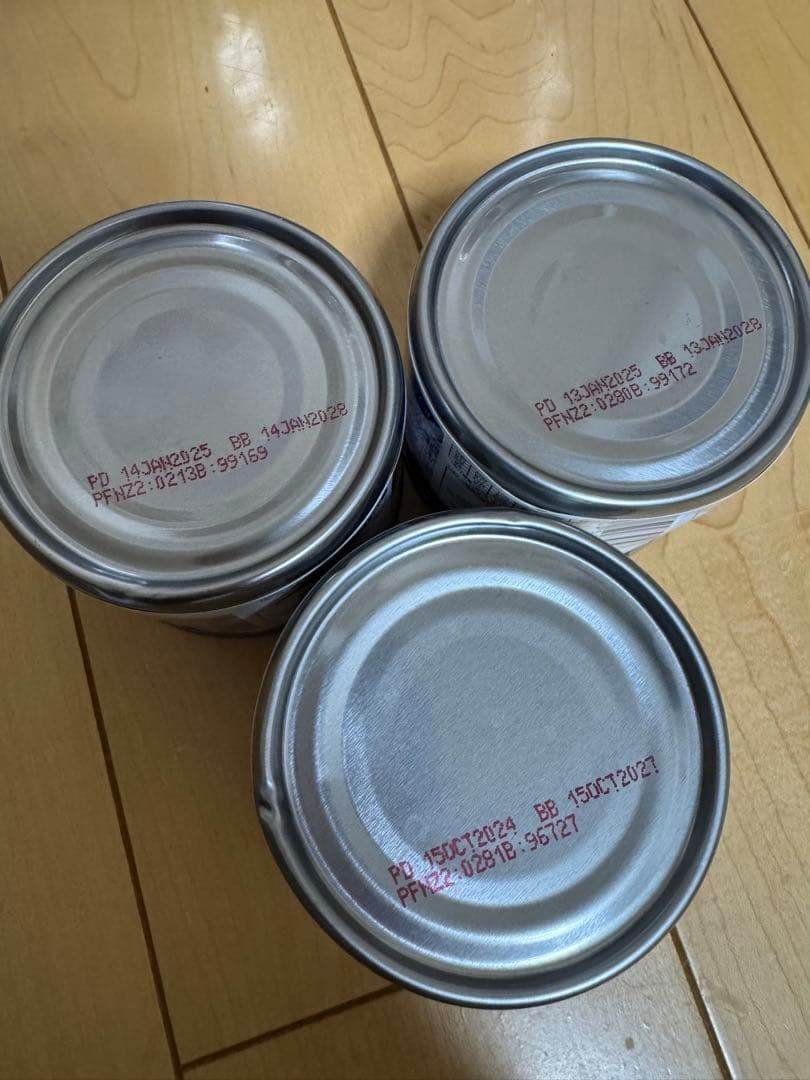 PD 14JAN2025 BB 14JAN2028
PFNZ2:0213B:99169
PD 13JAN2025 BB 13JAN2028
PFNZ2:0280B:99172
PD 15OCT2024 BB 15OCT2027
PFNZ2:0281B:96727